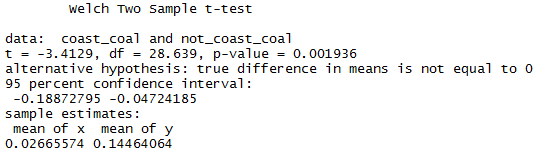 Welch Two Sample t-test
data:  coast_coal and not_coast_coal
t = -3.4129, df = 28.639, p-value = 0.001936
alternative hypothesis: true difference in means is not equal to 0
95 percent confidence interval:
 -0.18872795 -0.04724185
sample estimates:
 mean of x  mean of y
0.02665574 0.14464064